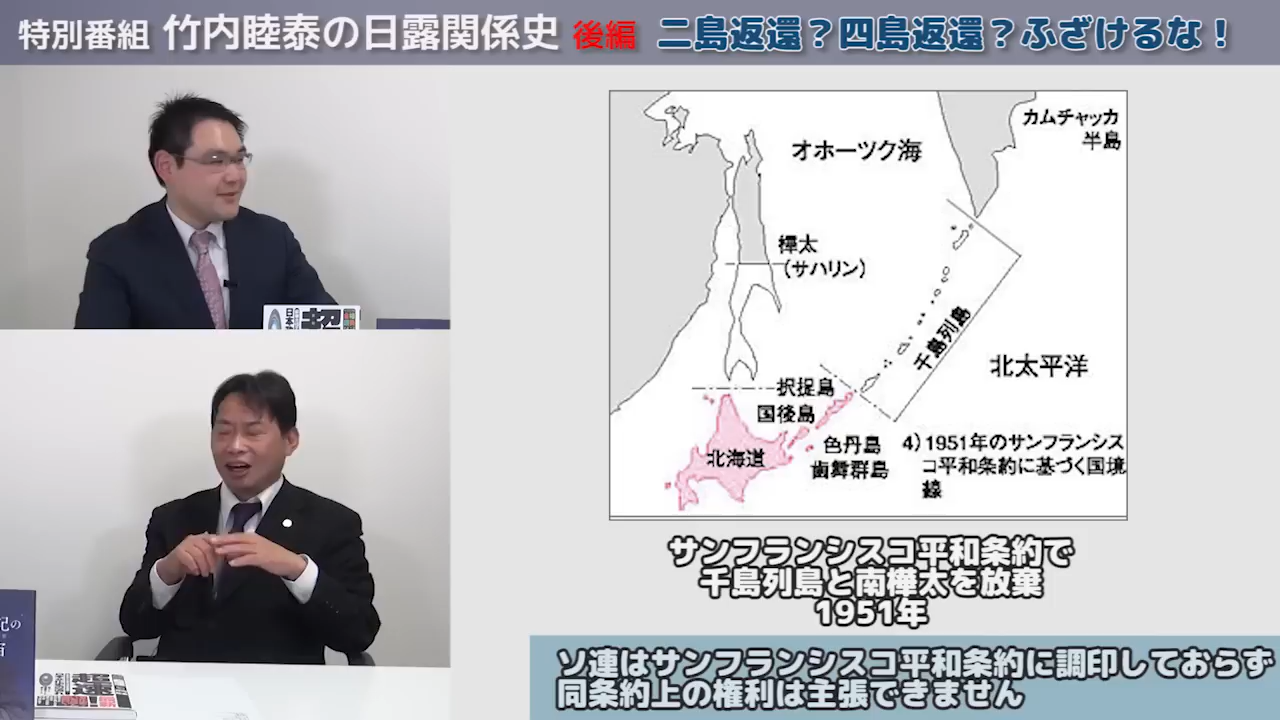 特別番組 竹内睦泰の日露関係史 後編 二島返還？四島返還？ふざけるな！
カムチャッカ
半島
オホーツク海
樺太
(サハリン)
千島列島
北太平洋
択捉島
国後島
色丹島
歯舞群島
北海道
4) 1951年のサンフランシス
コ平和条約に基づく国境
線
サンフランシスコ平和条約で
千島列島と南樺太を放棄
1951年
ソ連はサンフランシスコ平和条約に調印しておらず
同条約上の権利は主張できません
超
日本
記の
宙
超速